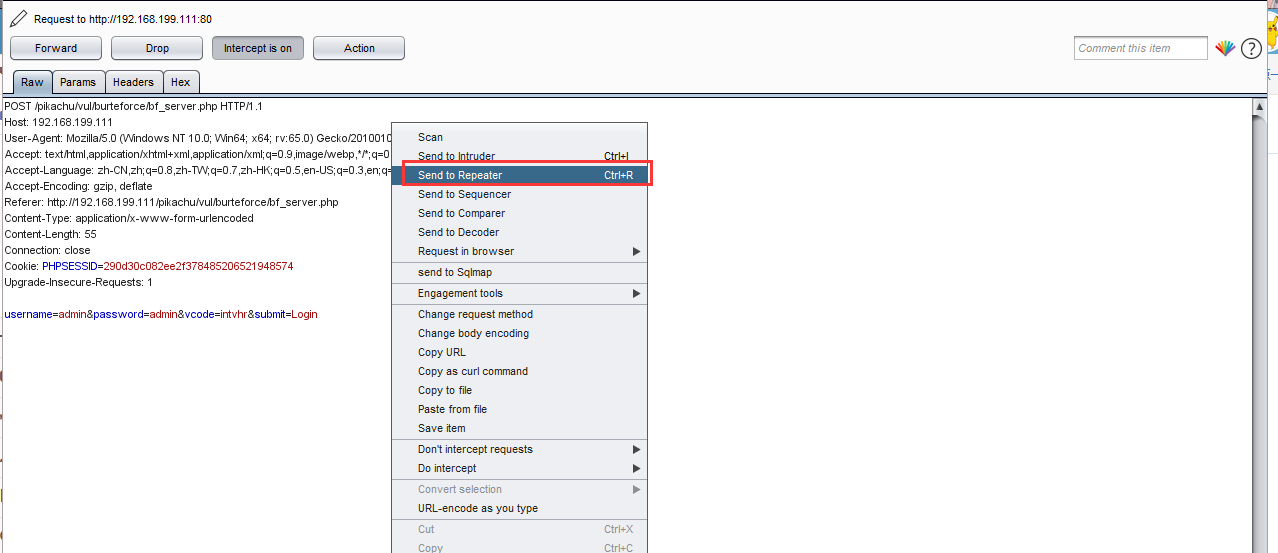 Request to http://192.168.199.111:80
Forward Drop Intercept is on Action Comment this item ?
Raw Params Headers Hex
POST /pikachu/vul/burteforce/bf_server.php HTTP/1.1
Host: 192.168.199.111
User-Agent: Mozilla/5.0 (Windows NT 10.0; Win64; x64; rv:65.0) Gecko/2010010
Accept: text/html,application/xhtml+xml,application/xml;q=0.9,image/webp,*/*;q=0
Accept-Language: zh-CN,zh;q=0.8,zh-TW;q=0.7,zh-HK;q=0.5,en-US;q=0.3,en;q=
Accept-Encoding: gzip, deflate
Referer: http://192.168.199.111/pikachu/vul/burteforce/bf_server.php
Content-Type: application/x-www-form-urlencoded
Content-Length: 55
Connection: close
Cookie: PHPSESSID=290d30c082ee2f378485206521948574
Upgrade-Insecure-Requests: 1
username=admin&password=admin&vcode=intvhr&submit=Login
Scan
Send to Intruder Ctrl+I
Send to Repeater Ctrl+R
Send to Sequencer
Send to Comparer
Send to Decoder
Request in browser
send to Sqlmap
Engagement tools
Change request method
Change body encoding
Copy URL
Copy as curl command
Copy to file
Paste from file
Save item
Don't intercept requests
Do intercept
Convert selection
URL-encode as you type
Cut Ctrl+X
Copy Ctrl+C